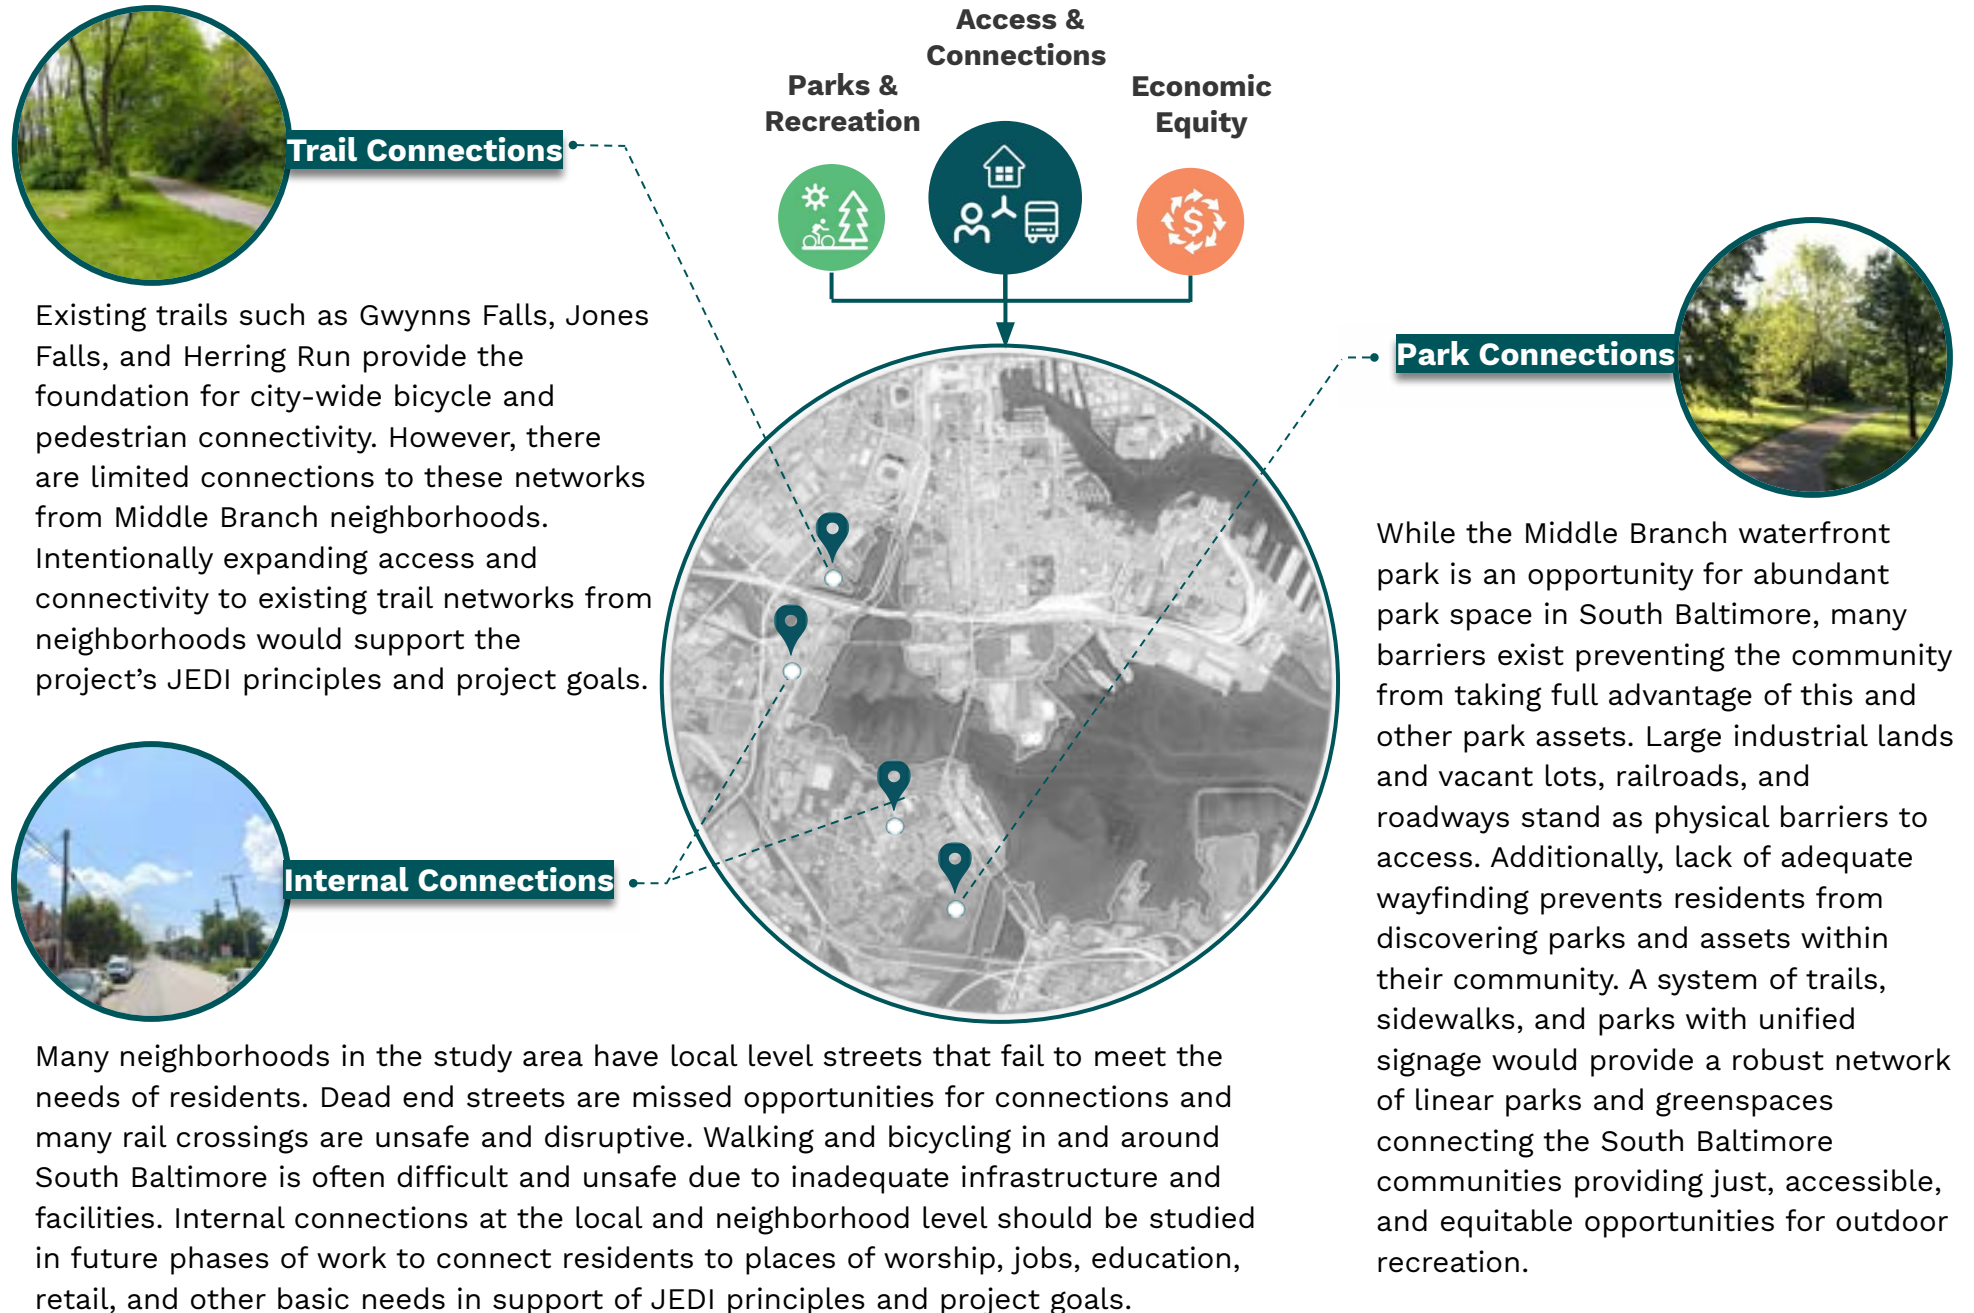 Access &
Connections
Parks &
Recreation
Economic
Equity
Trail Connections
Existing trails such as Gwynns Falls, Jones
Falls, and Herring Run provide the
foundation for city-wide bicycle and
pedestrian connectivity. However, there
are limited connections to these networks
from Middle Branch neighborhoods.
Intentionally expanding access and
connectivity to existing trail networks from
neighborhoods would support the
project’s JEDI principles and project goals.
Internal Connections
Many neighborhoods in the study area have local level streets that fail to meet the
needs of residents. Dead end streets are missed opportunities for connections and
many rail crossings are unsafe and disruptive. Walking and bicycling in and around
South Baltimore is often difficult and unsafe due to inadequate infrastructure and
facilities. Internal connections at the local and neighborhood level should be studied
in future phases of work to connect residents to places of worship, jobs, education,
retail, and other basic needs in support of JEDI principles and project goals.
Park Connections
While the Middle Branch waterfront
park is an opportunity for abundant
park space in South Baltimore, many
barriers exist preventing the community
from taking full advantage of this and
other park assets. Large industrial lands
and vacant lots, railroads, and
roadways stand as physical barriers to
access. Additionally, lack of adequate
wayfinding prevents residents from
discovering parks and assets within
their community. A system of trails,
sidewalks, and parks with unified
signage would provide a robust network
of linear parks and greenspaces
connecting the South Baltimore
communities providing just, accessible,
and equitable opportunities for outdoor
recreation.
$